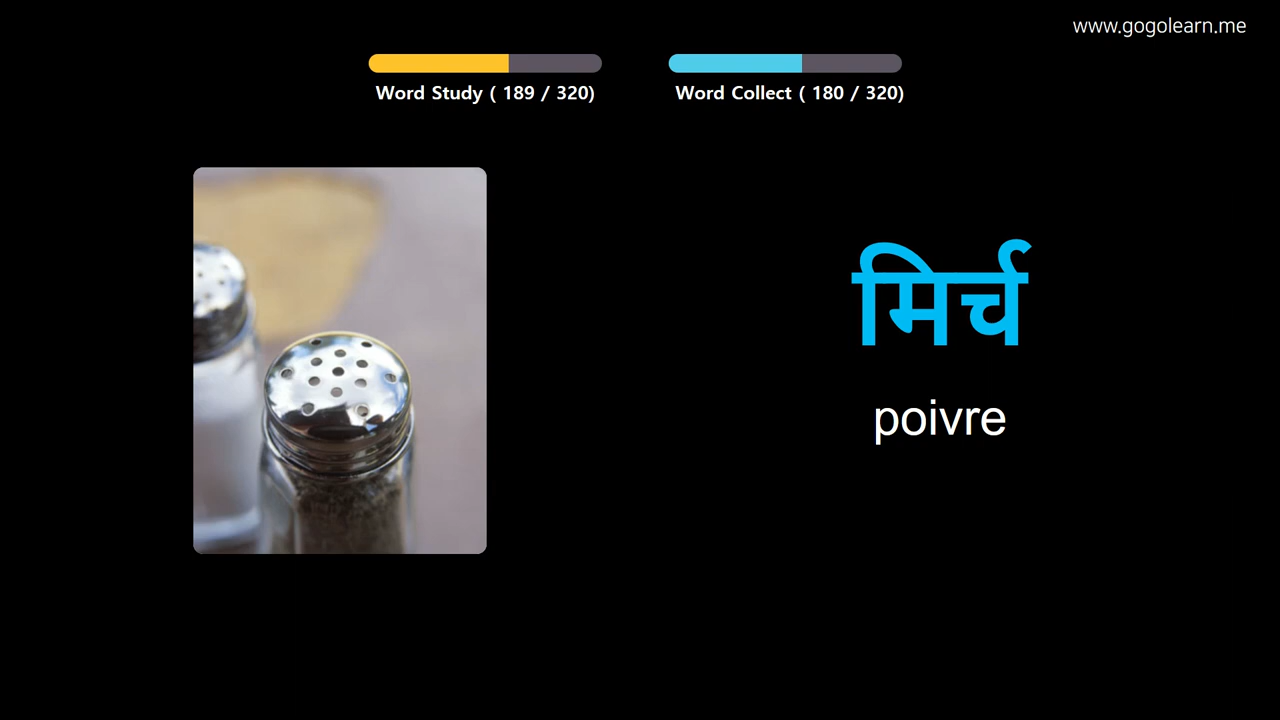 www.gogolearn.me
Word Study ( 189 / 320)
Word Collect ( 180 / 320)
मिर्च
poivre